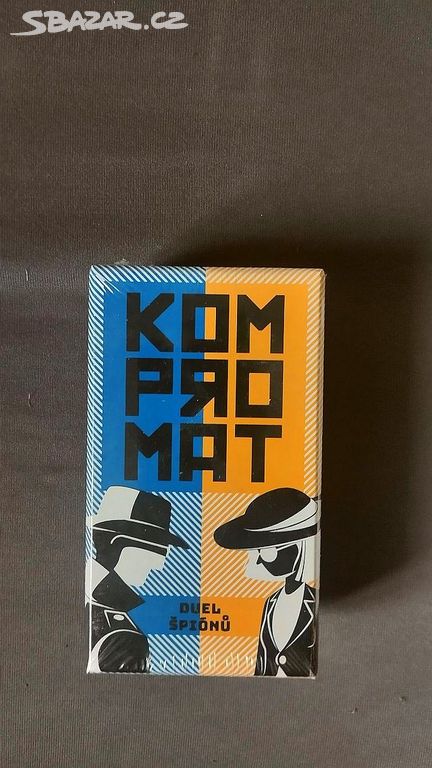 SBAZAR.CZ
KOM
PRO
MAT
DUEL
ŠPIÓNŮ